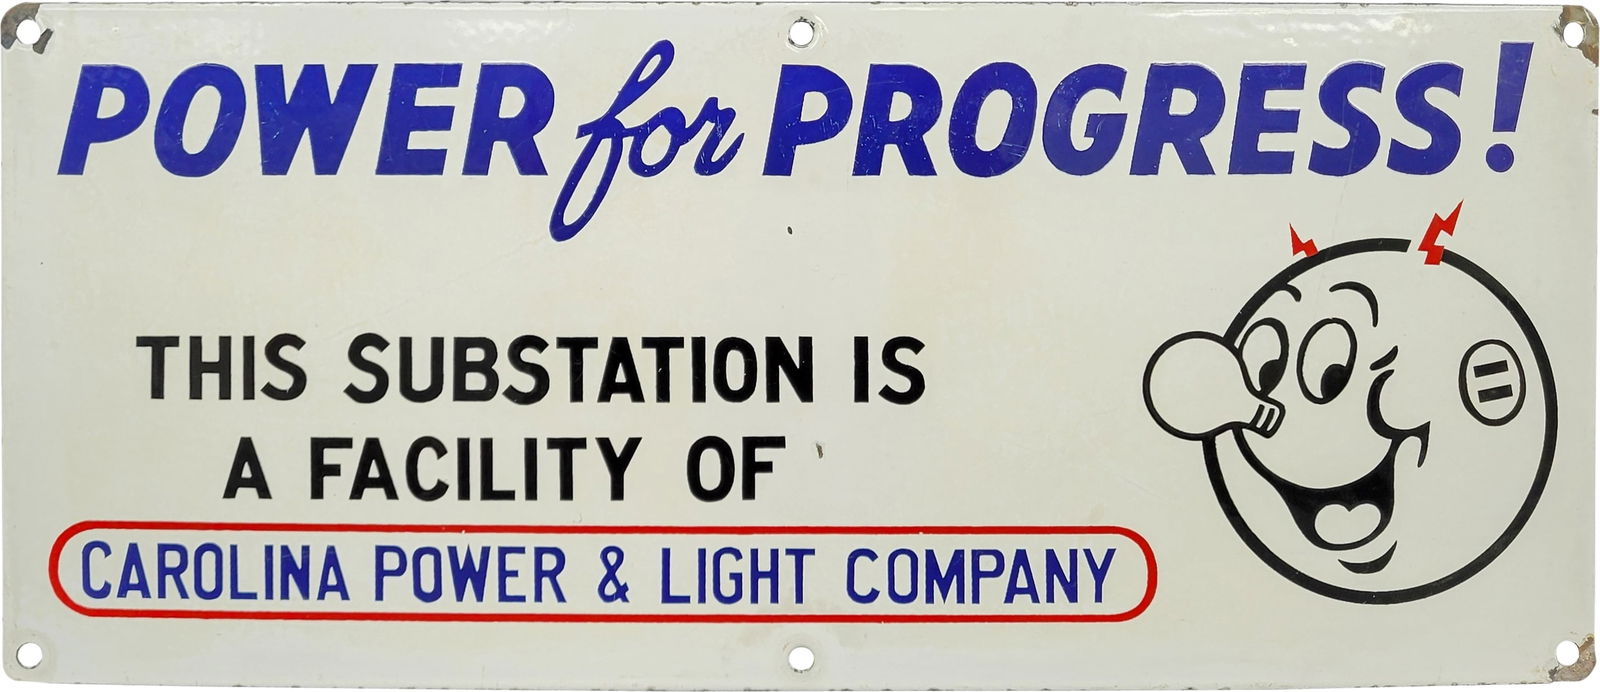 POWER for PROGRESS!
THIS SUBSTATION IS
A FACILITY OF
CAROLINA POWER & LIGHT COMPANY